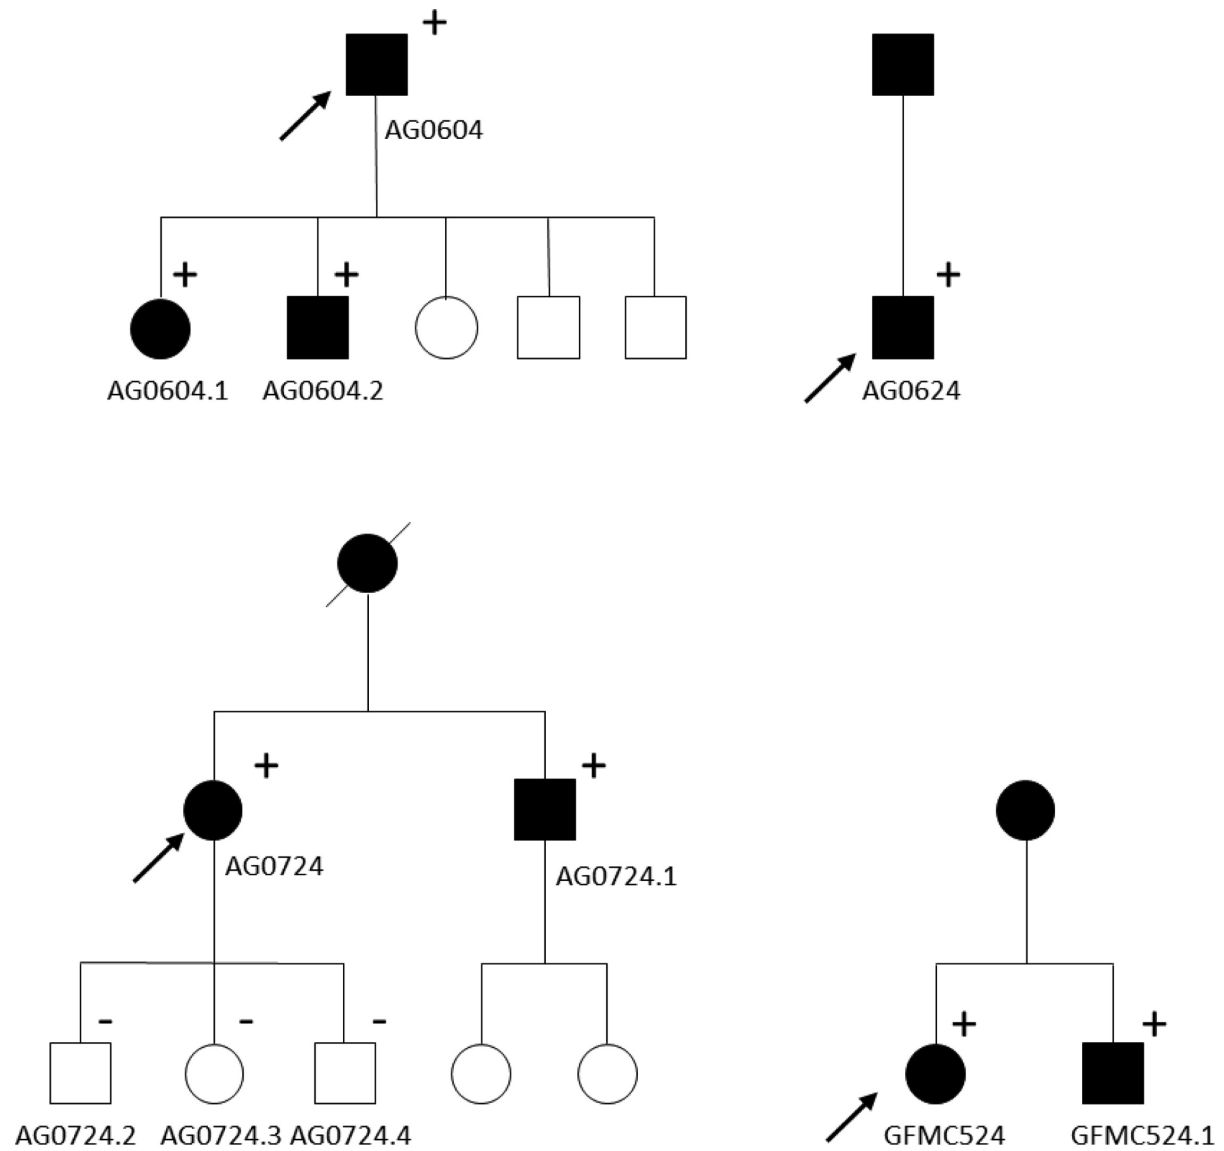 +
AG0604
+ + +
AG0604.1 AG0604.2 AG0624
+ +
AG0724
AG0724.1
- - - + +
AG0724.2 AG0724.3 AG0724.4 GFMC524 GFMC524.1